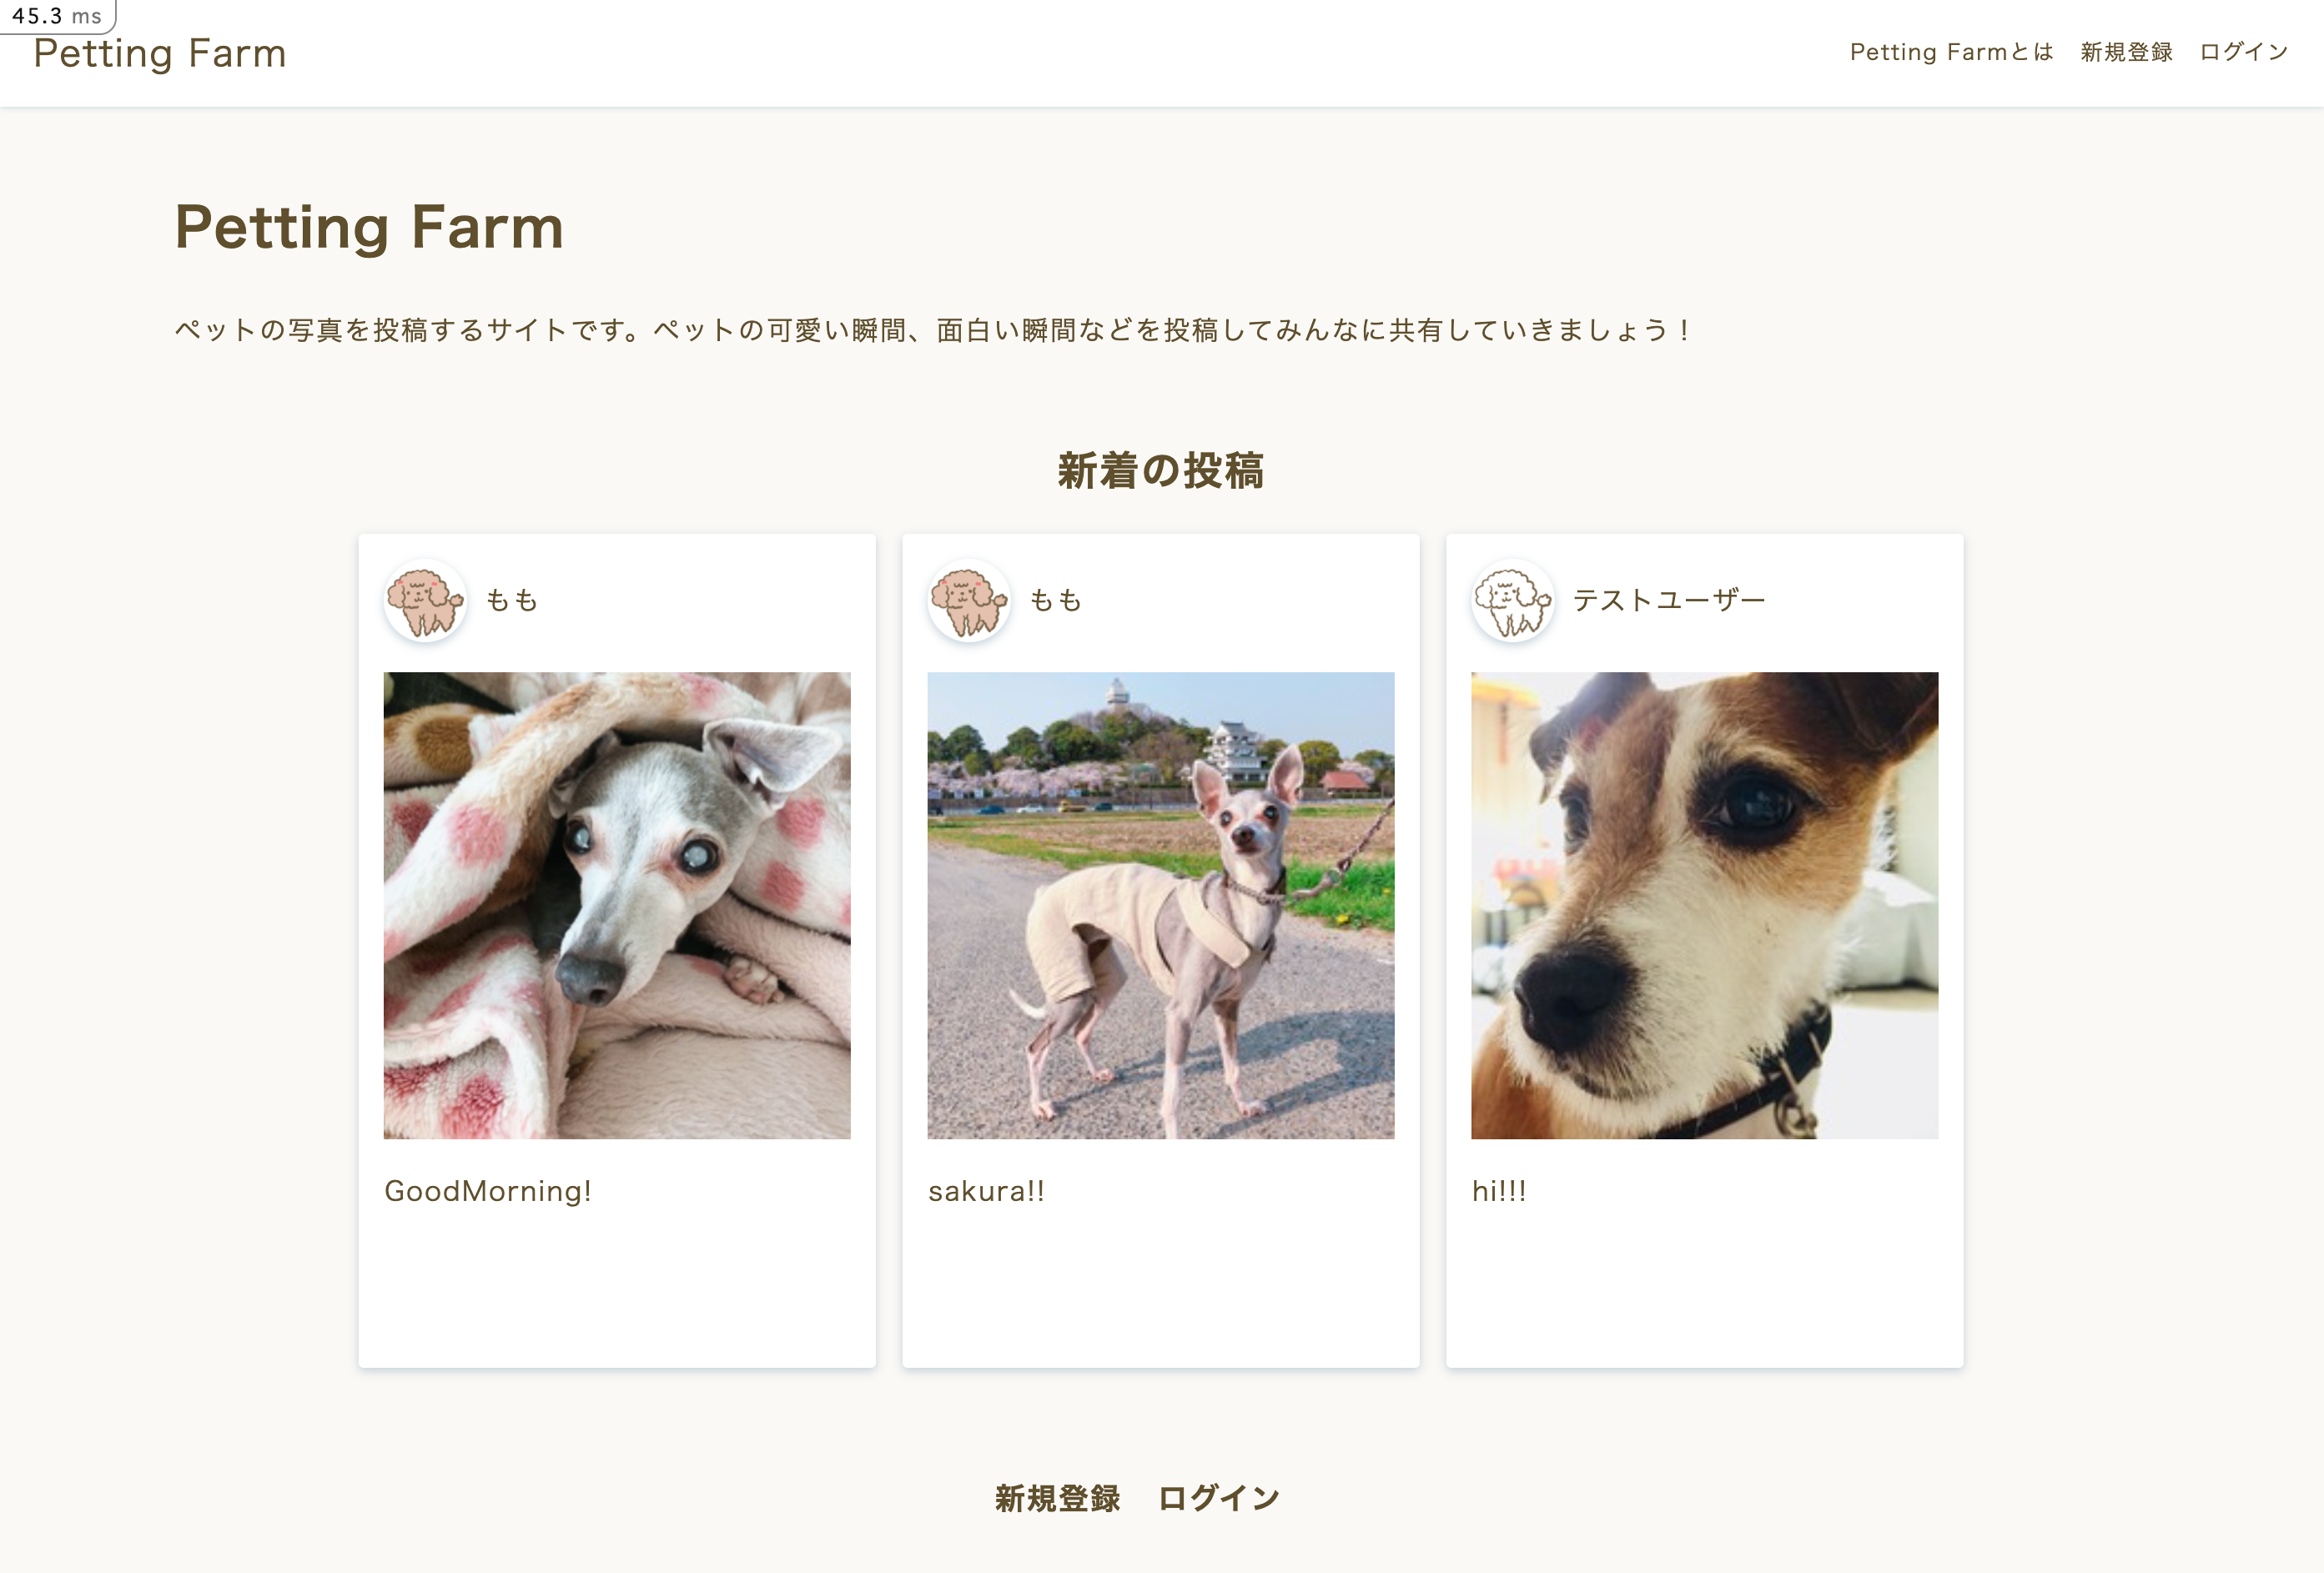 45.3 ms
Petting Farm
Petting Farmとは 新規登録 ログイン
Petting Farm
ペットの写真を投稿するサイトです。ペットの可愛い瞬間、面白い瞬間などを投稿してみんなに共有していきましょう！
新着の投稿
もも
もも
テストユーザー
GoodMorning!
sakura!!
hi!!!
新規登録 ログイン